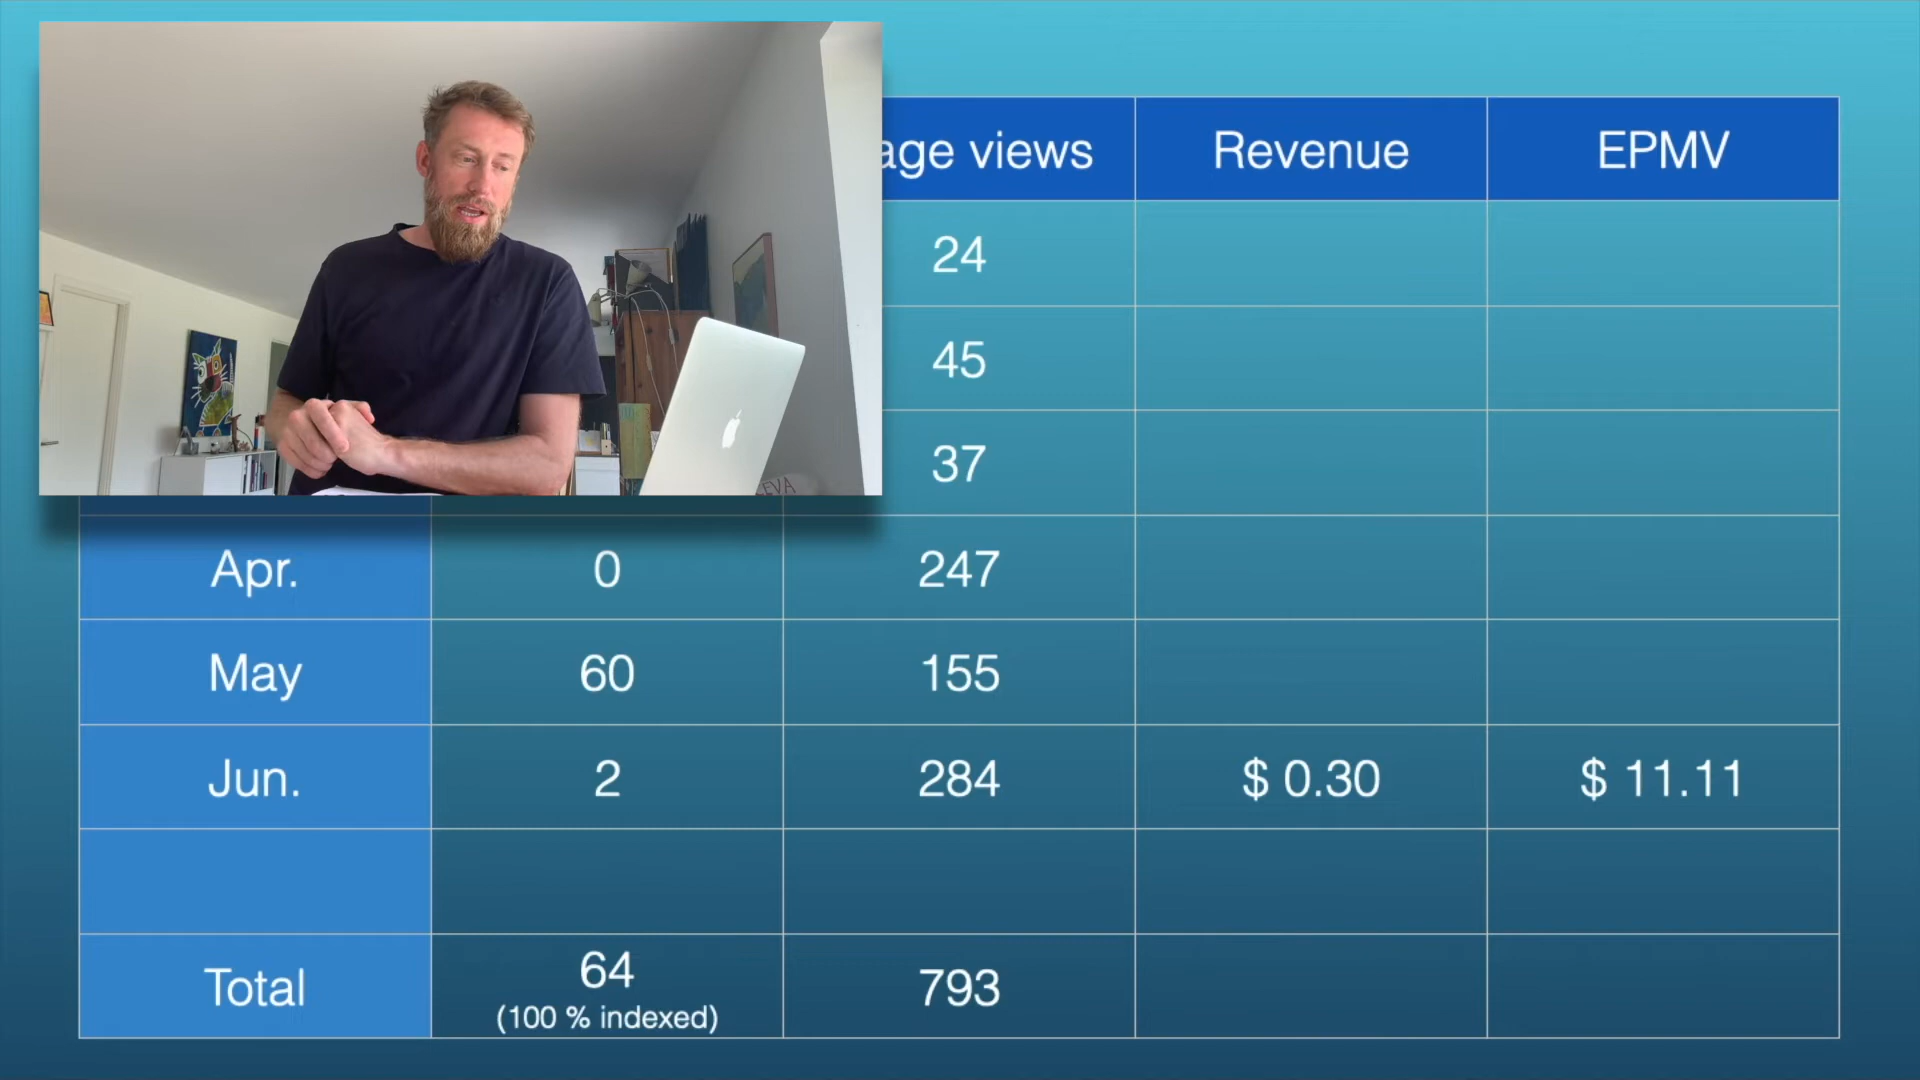 age views Revenue EPMV
24
45
37
EVA
Apr. 0 247
May 60 155
Jun. 2 284 $ 0.30 $ 11.11
Total 64 (100 % indexed) 793